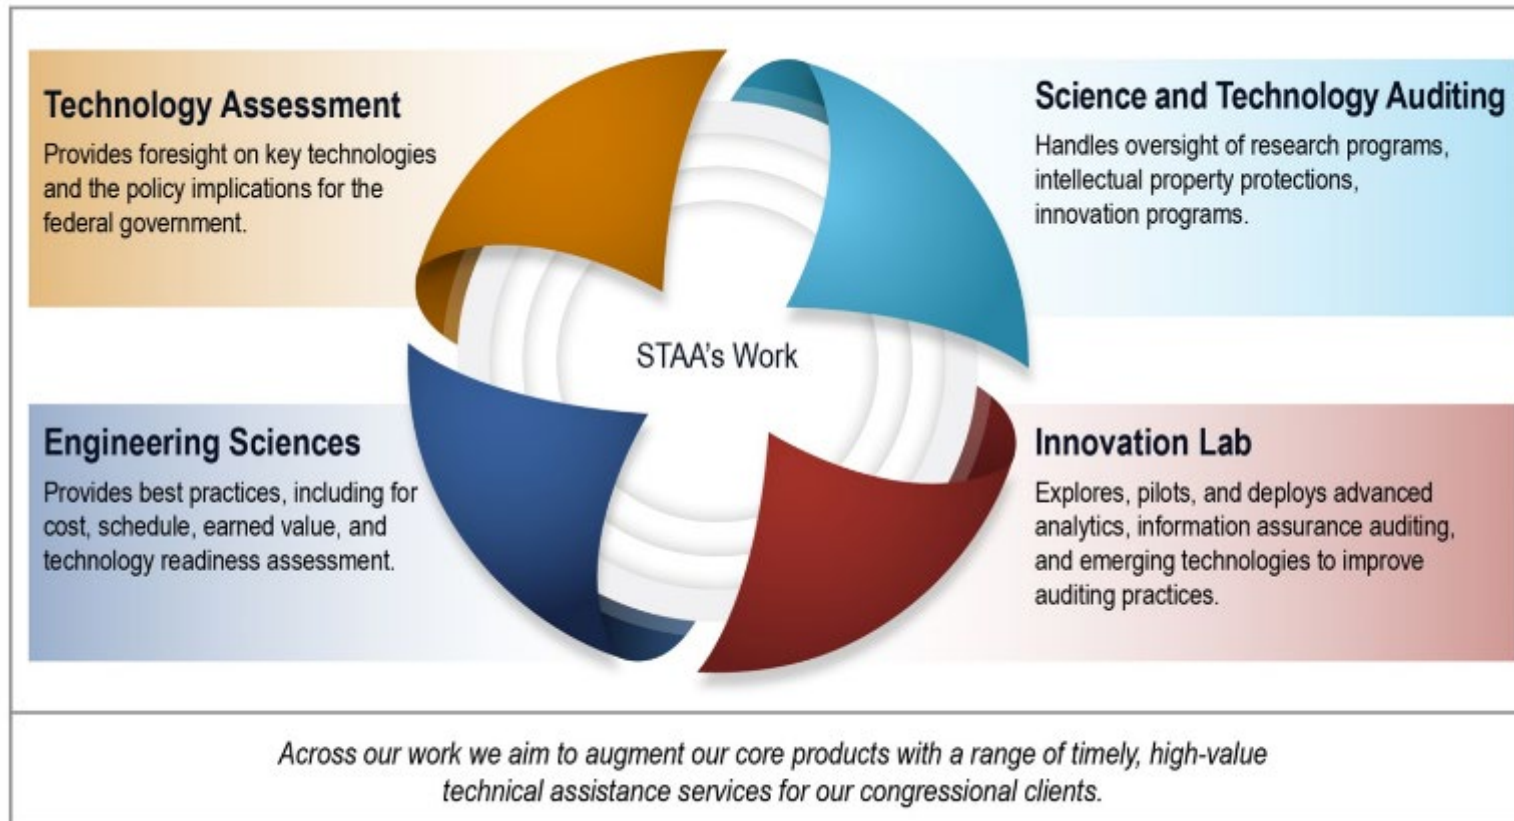 Technology Assessment
Provides foresight on key technologies
and the policy implications for the
federal government.
Science and Technology Auditing
Handles oversight of research programs,
intellectual property protections,
innovation programs.
STAA's Work
Engineering Sciences
Provides best practices, including for
cost, schedule, earned value, and
technology readiness assessment.
Innovation Lab
Explores, pilots, and deploys advanced
analytics, information assurance auditing,
and emerging technologies to improve
auditing practices.
Across our work we aim to augment our core products with a range of timely, high-value
technical assistance services for our congressional clients.